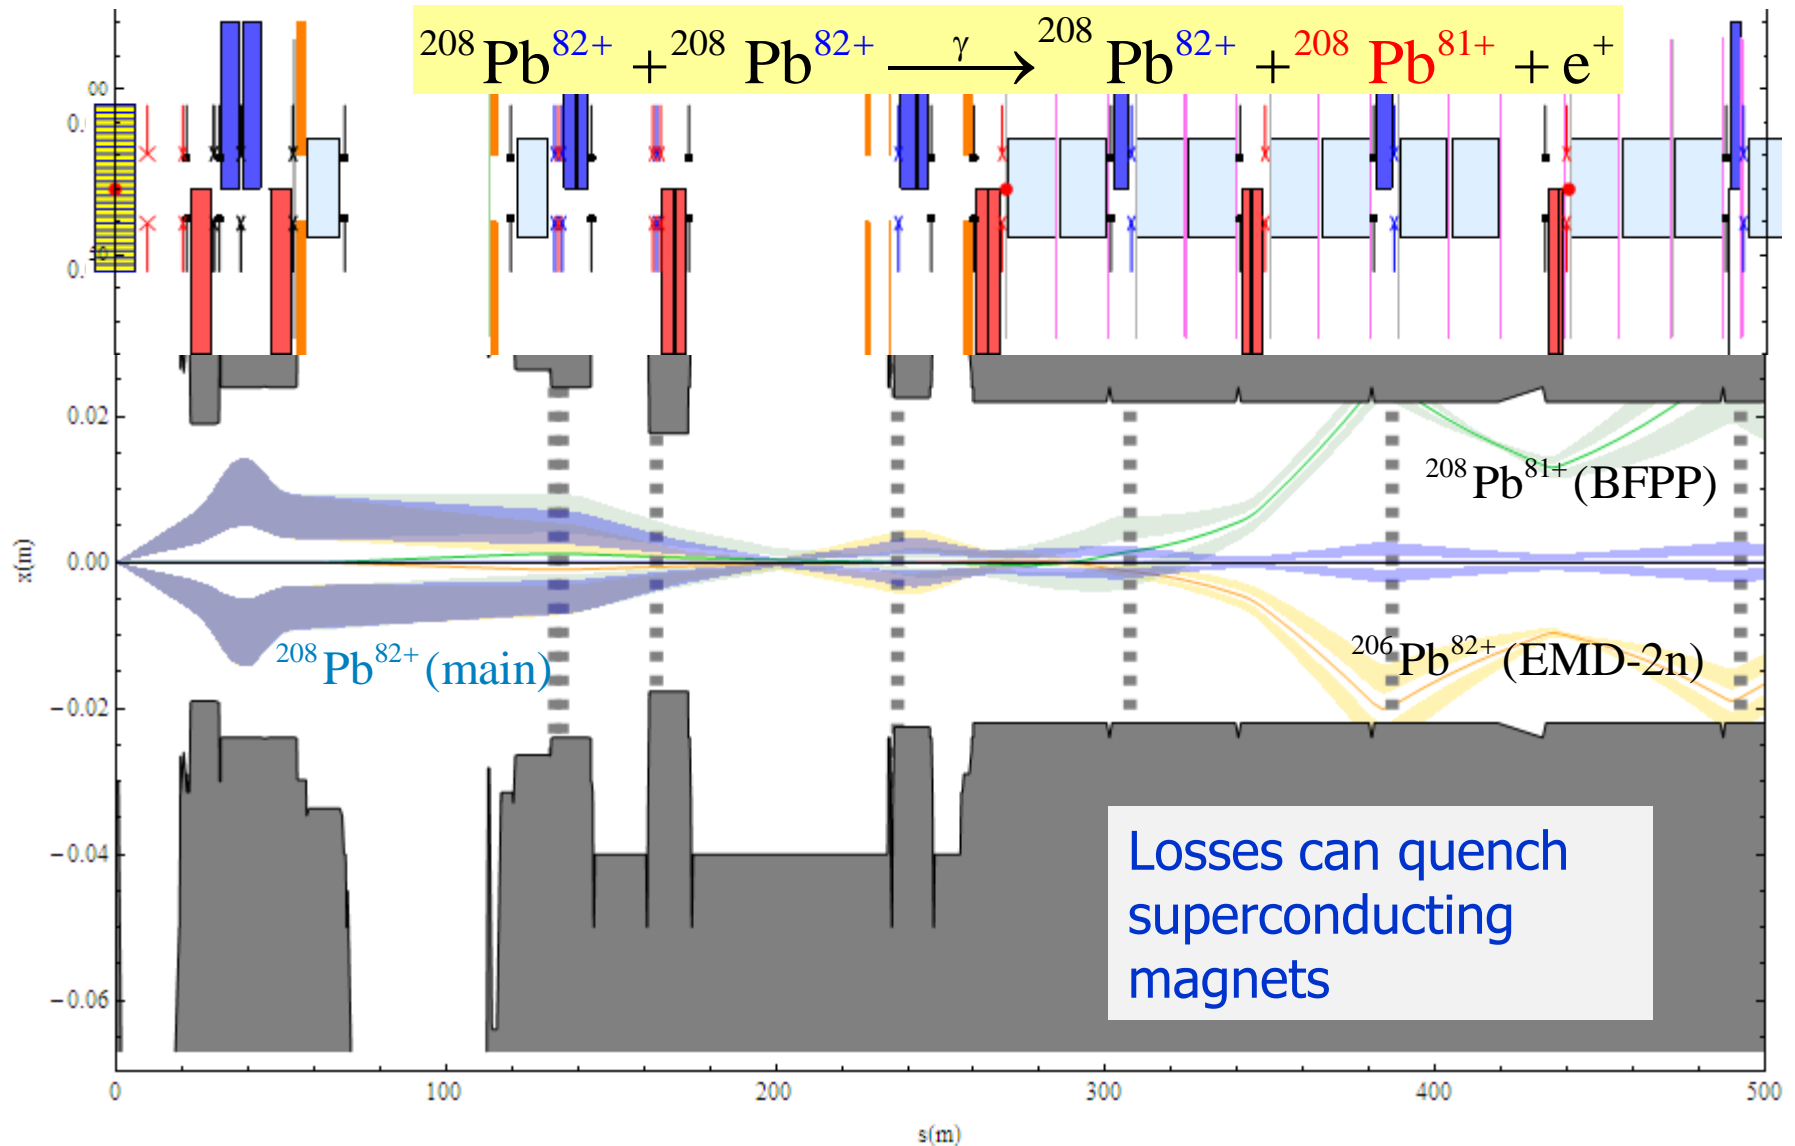 ²⁰⁸Pb⁸²⁺ + ²⁰⁸Pb⁸²⁺ —γ→ ²⁰⁸Pb⁸²⁺ + ²⁰⁸Pb⁸¹⁺ + e⁺
0.02
0.00
−0.02
−0.04
−0.06
x(m)
²⁰⁸Pb⁸¹⁺ (BFPP)
²⁰⁸Pb⁸²⁺ (main)
²⁰⁶Pb⁸²⁺ (EMD-2n)
Losses can quench
superconducting
magnets
0 100 200 300 400 500
s(m)